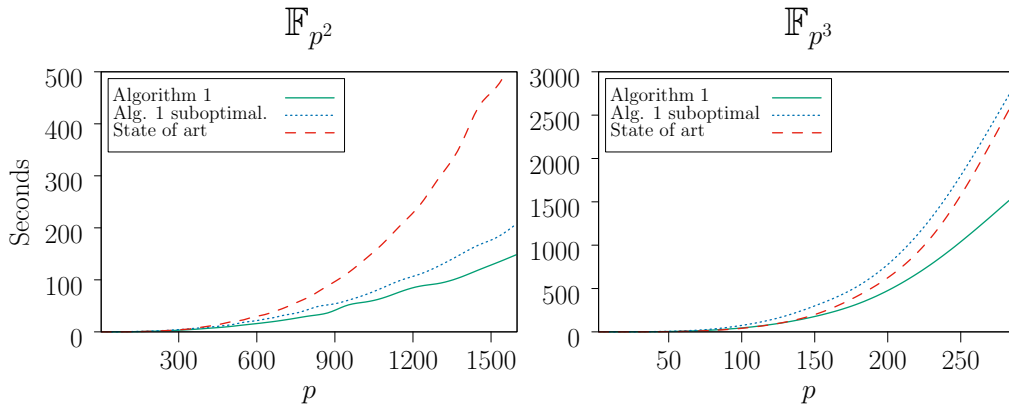 𝔽p²
500
400
300
200
100
0
300
600
900
1200
1500
Seconds
p
Algorithm 1
Alg. 1 suboptimal.
State of art
𝔽p³
3000
2500
2000
1500
1000
500
0
50
100
150
200
250
p
Algorithm 1
Alg. 1 suboptimal
State of art